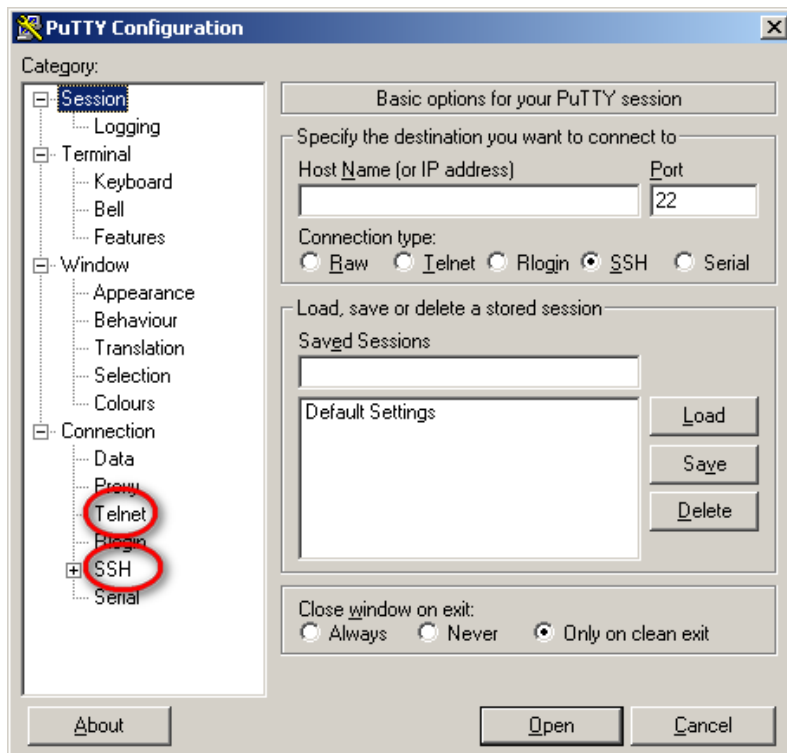 PuTTY Configuration
Category:
Session
Logging
Terminal
Keyboard
Bell
Features
Window
Appearance
Behaviour
Translation
Selection
Colours
Connection
Data
Proxy
Telnet
Rlogin
SSH
Serial
Basic options for your PuTTY session
Specify the destination you want to connect to
Host Name (or IP address) Port
22
Connection type:
Raw Telnet Rlogin SSH Serial
Load, save or delete a stored session
Saved Sessions
Default Settings
Load
Save
Delete
Close window on exit:
Always Never Only on clean exit
About Open Cancel